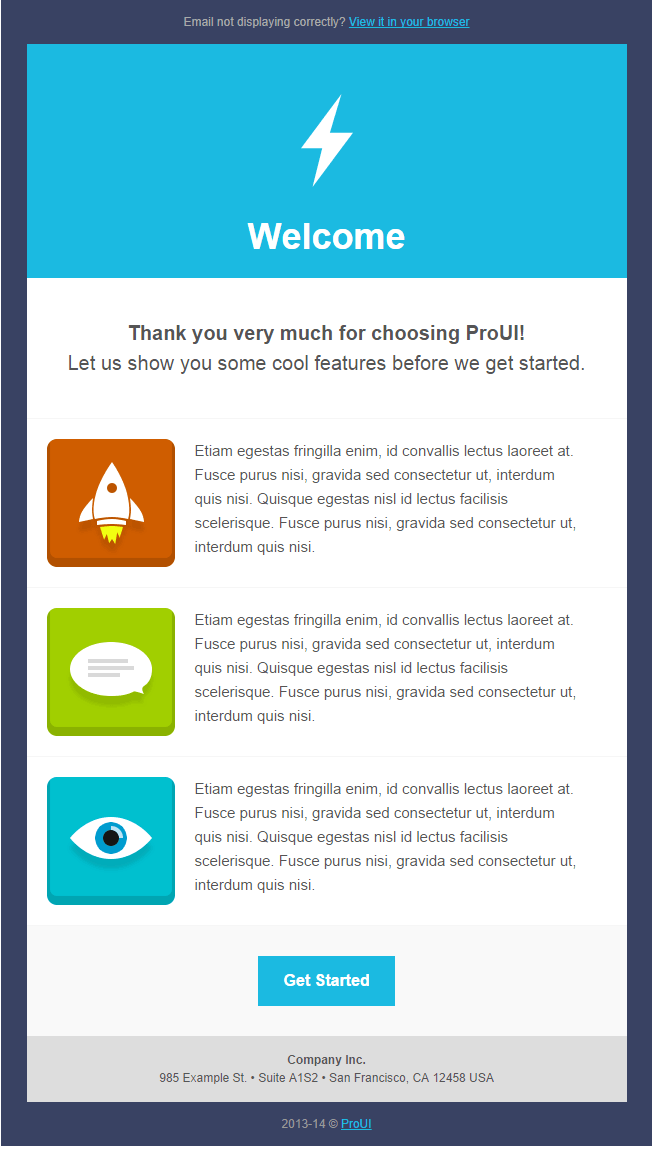 Email not displaying correctly? View it in your browser
Welcome
Thank you very much for choosing ProUI!
Let us show you some cool features before we get started.
Etiam egestas fringilla enim, id convallis lectus laoreet at.
Fusce purus nisi, gravida sed consectetur ut, interdum
quis nisi. Quisque egestas nisl id lectus facilisis
scelerisque. Fusce purus nisi, gravida sed consectetur ut,
interdum quis nisi.
Etiam egestas fringilla enim, id convallis lectus laoreet at.
Fusce purus nisi, gravida sed consectetur ut, interdum
quis nisi. Quisque egestas nisl id lectus facilisis
scelerisque. Fusce purus nisi, gravida sed consectetur ut,
interdum quis nisi.
Etiam egestas fringilla enim, id convallis lectus laoreet at.
Fusce purus nisi, gravida sed consectetur ut, interdum
quis nisi. Quisque egestas nisl id lectus facilisis
scelerisque. Fusce purus nisi, gravida sed consectetur ut,
interdum quis nisi.
Get Started
Company Inc.
985 Example St. • Suite A1S2 • San Francisco, CA 12458 USA
2013-14 © ProUI